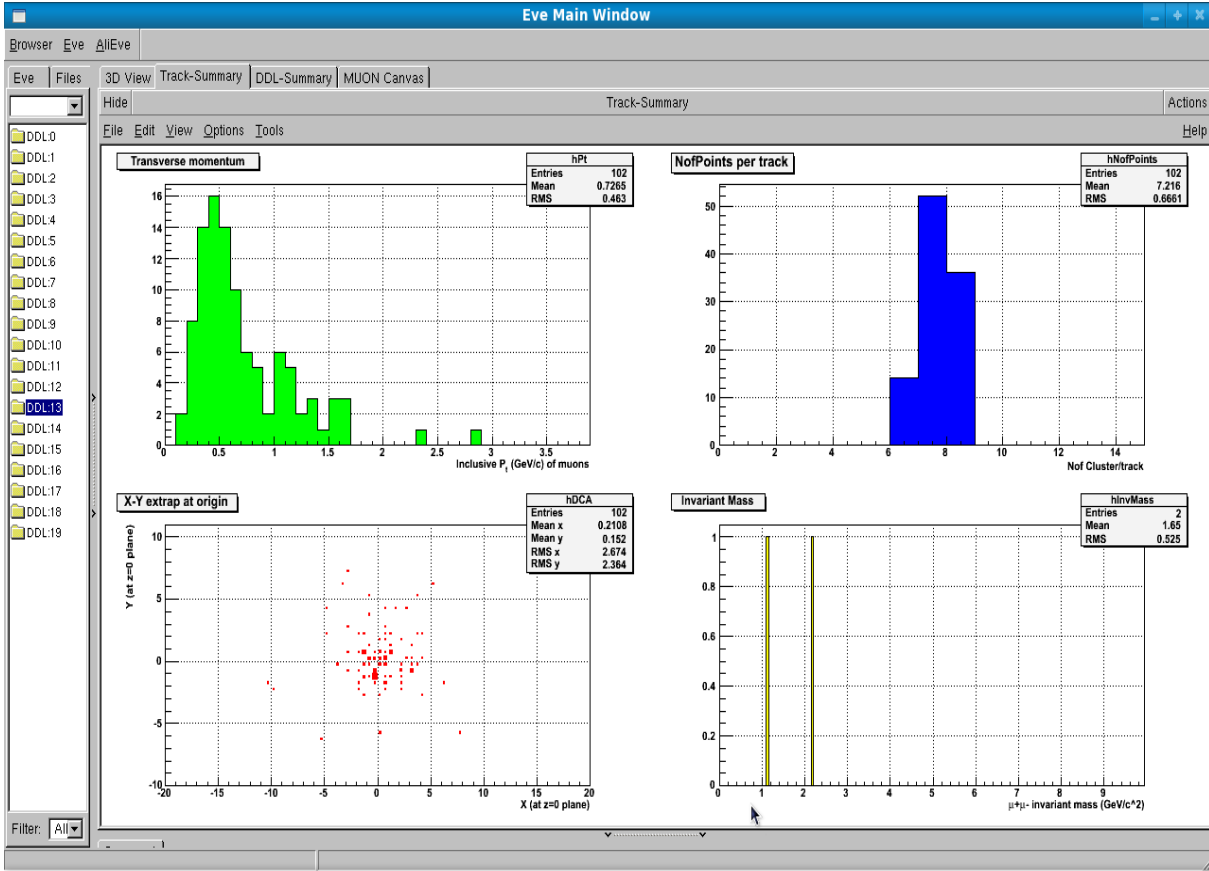 Eve Main Window
Browser Eve AliEve
Eve Files 3D View Track-Summary DDL-Summary MUON Canvas
Hide Track-Summary Actions
File Edit View Options Tools Help
DDL:0
DDL:1
DDL:2
DDL:3
DDL:4
DDL:5
DDL:6
DDL:7
DDL:8
DDL:9
DDL:10
DDL:11
DDL:12
DDL:13
DDL:14
DDL:15
DDL:16
DDL:17
DDL:18
DDL:19
Filter: All
Transverse momentum
hPt
Entries 102
Mean 0.7265
RMS 0.463
16
14
12
10
8
6
4
2
0
0 0.5 1 1.5 2 2.5 3 3.5
Inclusive Pt (GeV/c) of muons
NofPoints per track
hNofPoints
Entries 102
Mean 7.216
RMS 0.6661
50
40
30
20
10
0
0 2 4 6 8 10 12 14
Nof Cluster/track
X-Y extrap at origin
hDCA
Entries 102
Mean x 0.2108
Mean y 0.152
RMS x 2.674
RMS y 2.364
Y (at z=0 plane)
10
5
0
-5
-10
-20 -15 -10 -5 0 5 10 15 20
X (at z=0 plane)
Invariant Mass
hInvMass
Entries 2
Mean 1.65
RMS 0.525
1
0.8
0.6
0.4
0.2
0
0 1 2 3 4 5 6 7 8 9
μ+μ- invariant mass (GeV/c^2)